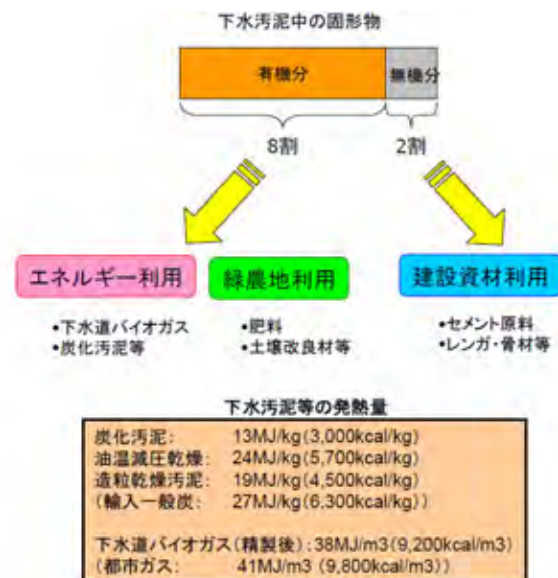 下水汚泥中の固形物
有機分 無機分
8割 2割
エネルギー利用 緑農地利用 建設資材利用
•下水道バイオガス
•炭化汚泥等
•肥料
•土壌改良材等
•セメント原料
•レンガ・骨材等
下水汚泥等の発熱量
炭化汚泥: 13MJ/kg(3,000kcal/kg)
油温減圧乾燥: 24MJ/kg(5,700kcal/kg)
造粒乾燥汚泥: 19MJ/kg(4,500kcal/kg)
(輸入一般炭: 27MJ/kg(6,300kcal/kg))
下水道バイオガス(精製後):38MJ/m3(9,200kcal/m3)
(都市ガス: 41MJ/m3 (9,800kcal/m3))